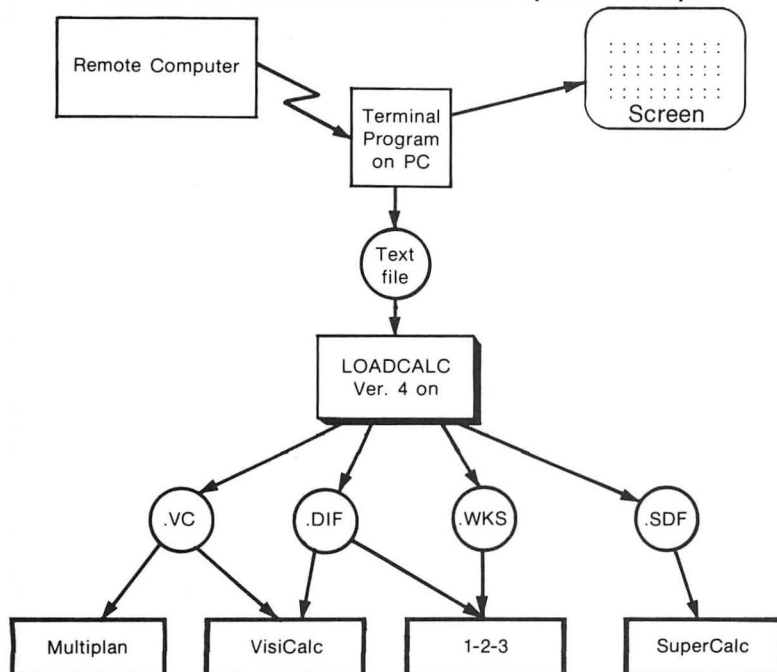 Remote Computer
Terminal
Program
on PC
Screen
Text
file
LOADCALC
Ver. 4 on
.VC
.DIF
.WKS
.SDF
Multiplan
VisiCalc
1-2-3
SuperCalc